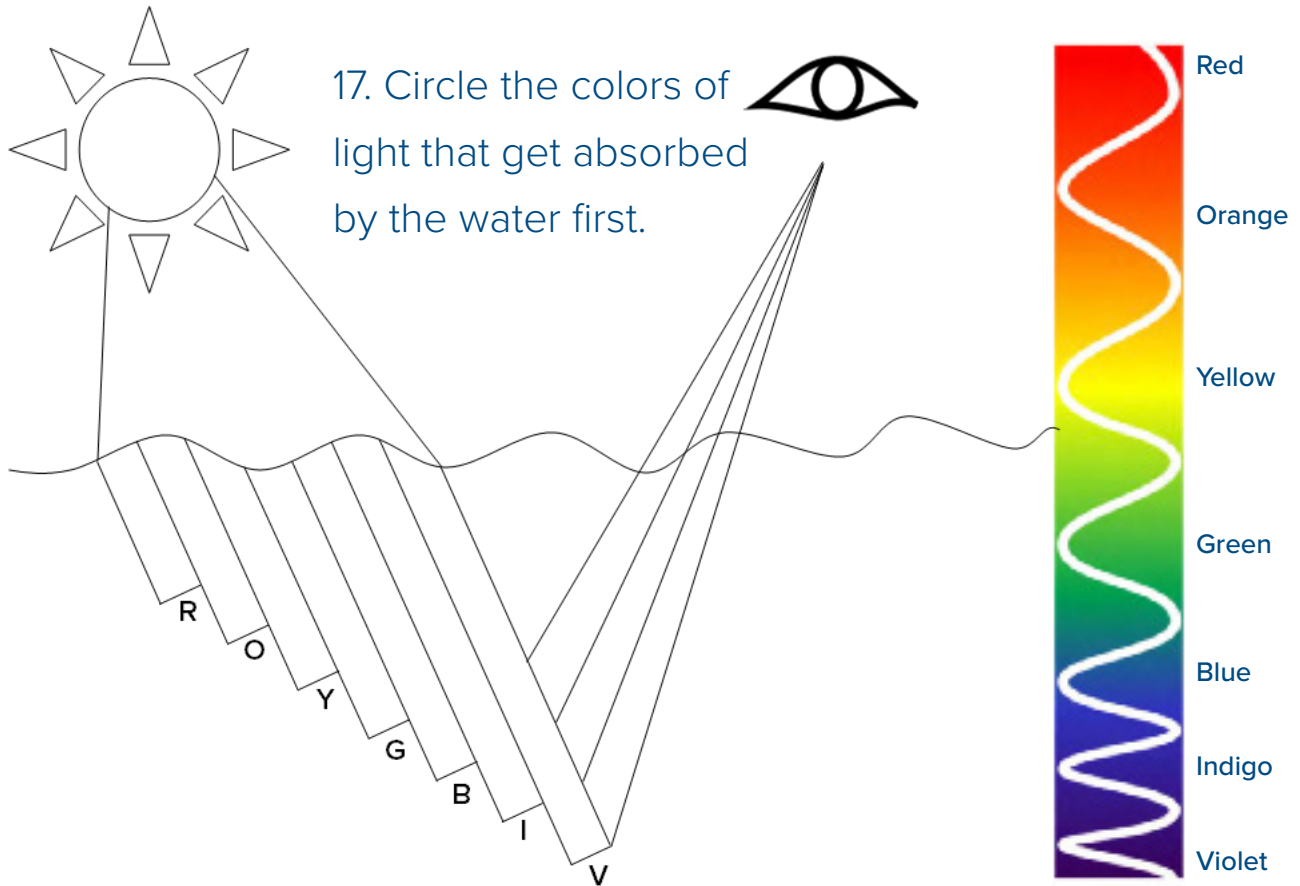 17. Circle the colors of
light that get absorbed
by the water first.
R
O
Y
G
B
I
V
Red
Orange
Yellow
Green
Blue
Indigo
Violet